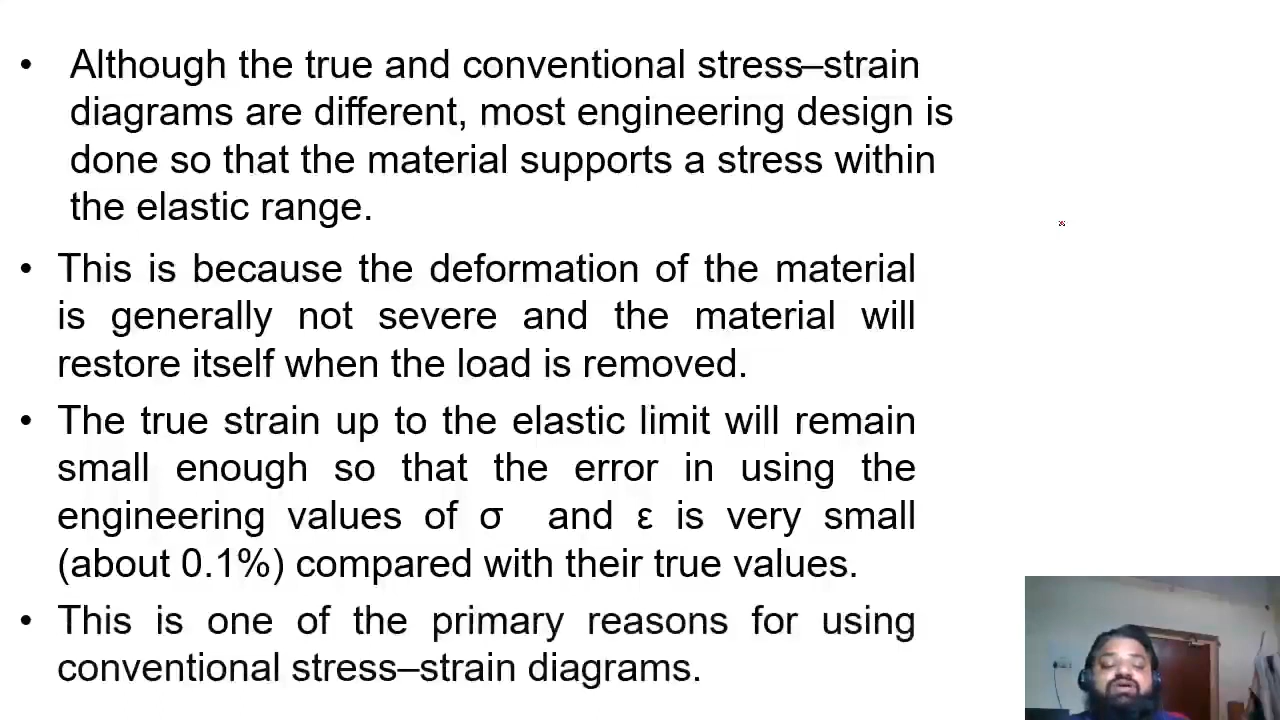 • Although the true and conventional stress–strain
diagrams are different, most engineering design is
done so that the material supports a stress within
the elastic range.
• This is because the deformation of the material
is generally not severe and the material will
restore itself when the load is removed.
• The true strain up to the elastic limit will remain
small enough so that the error in using the
engineering values of σ and ε is very small
(about 0.1%) compared with their true values.
• This is one of the primary reasons for using
conventional stress–strain diagrams.